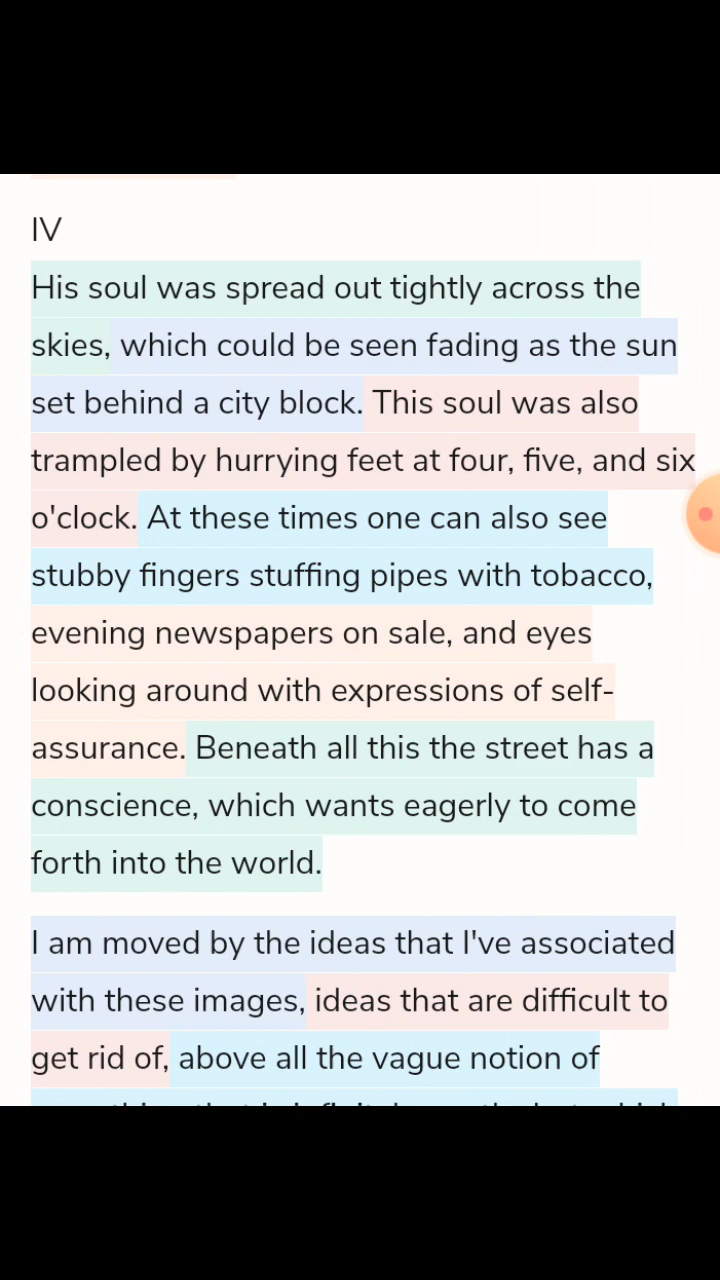 IV
His soul was spread out tightly across the
skies, which could be seen fading as the sun
set behind a city block. This soul was also
trampled by hurrying feet at four, five, and six
o'clock. At these times one can also see
stubby fingers stuffing pipes with tobacco,
evening newspapers on sale, and eyes
looking around with expressions of self-
assurance. Beneath all this the street has a
conscience, which wants eagerly to come
forth into the world.
I am moved by the ideas that I've associated
with these images, ideas that are difficult to
get rid of, above all the vague notion of